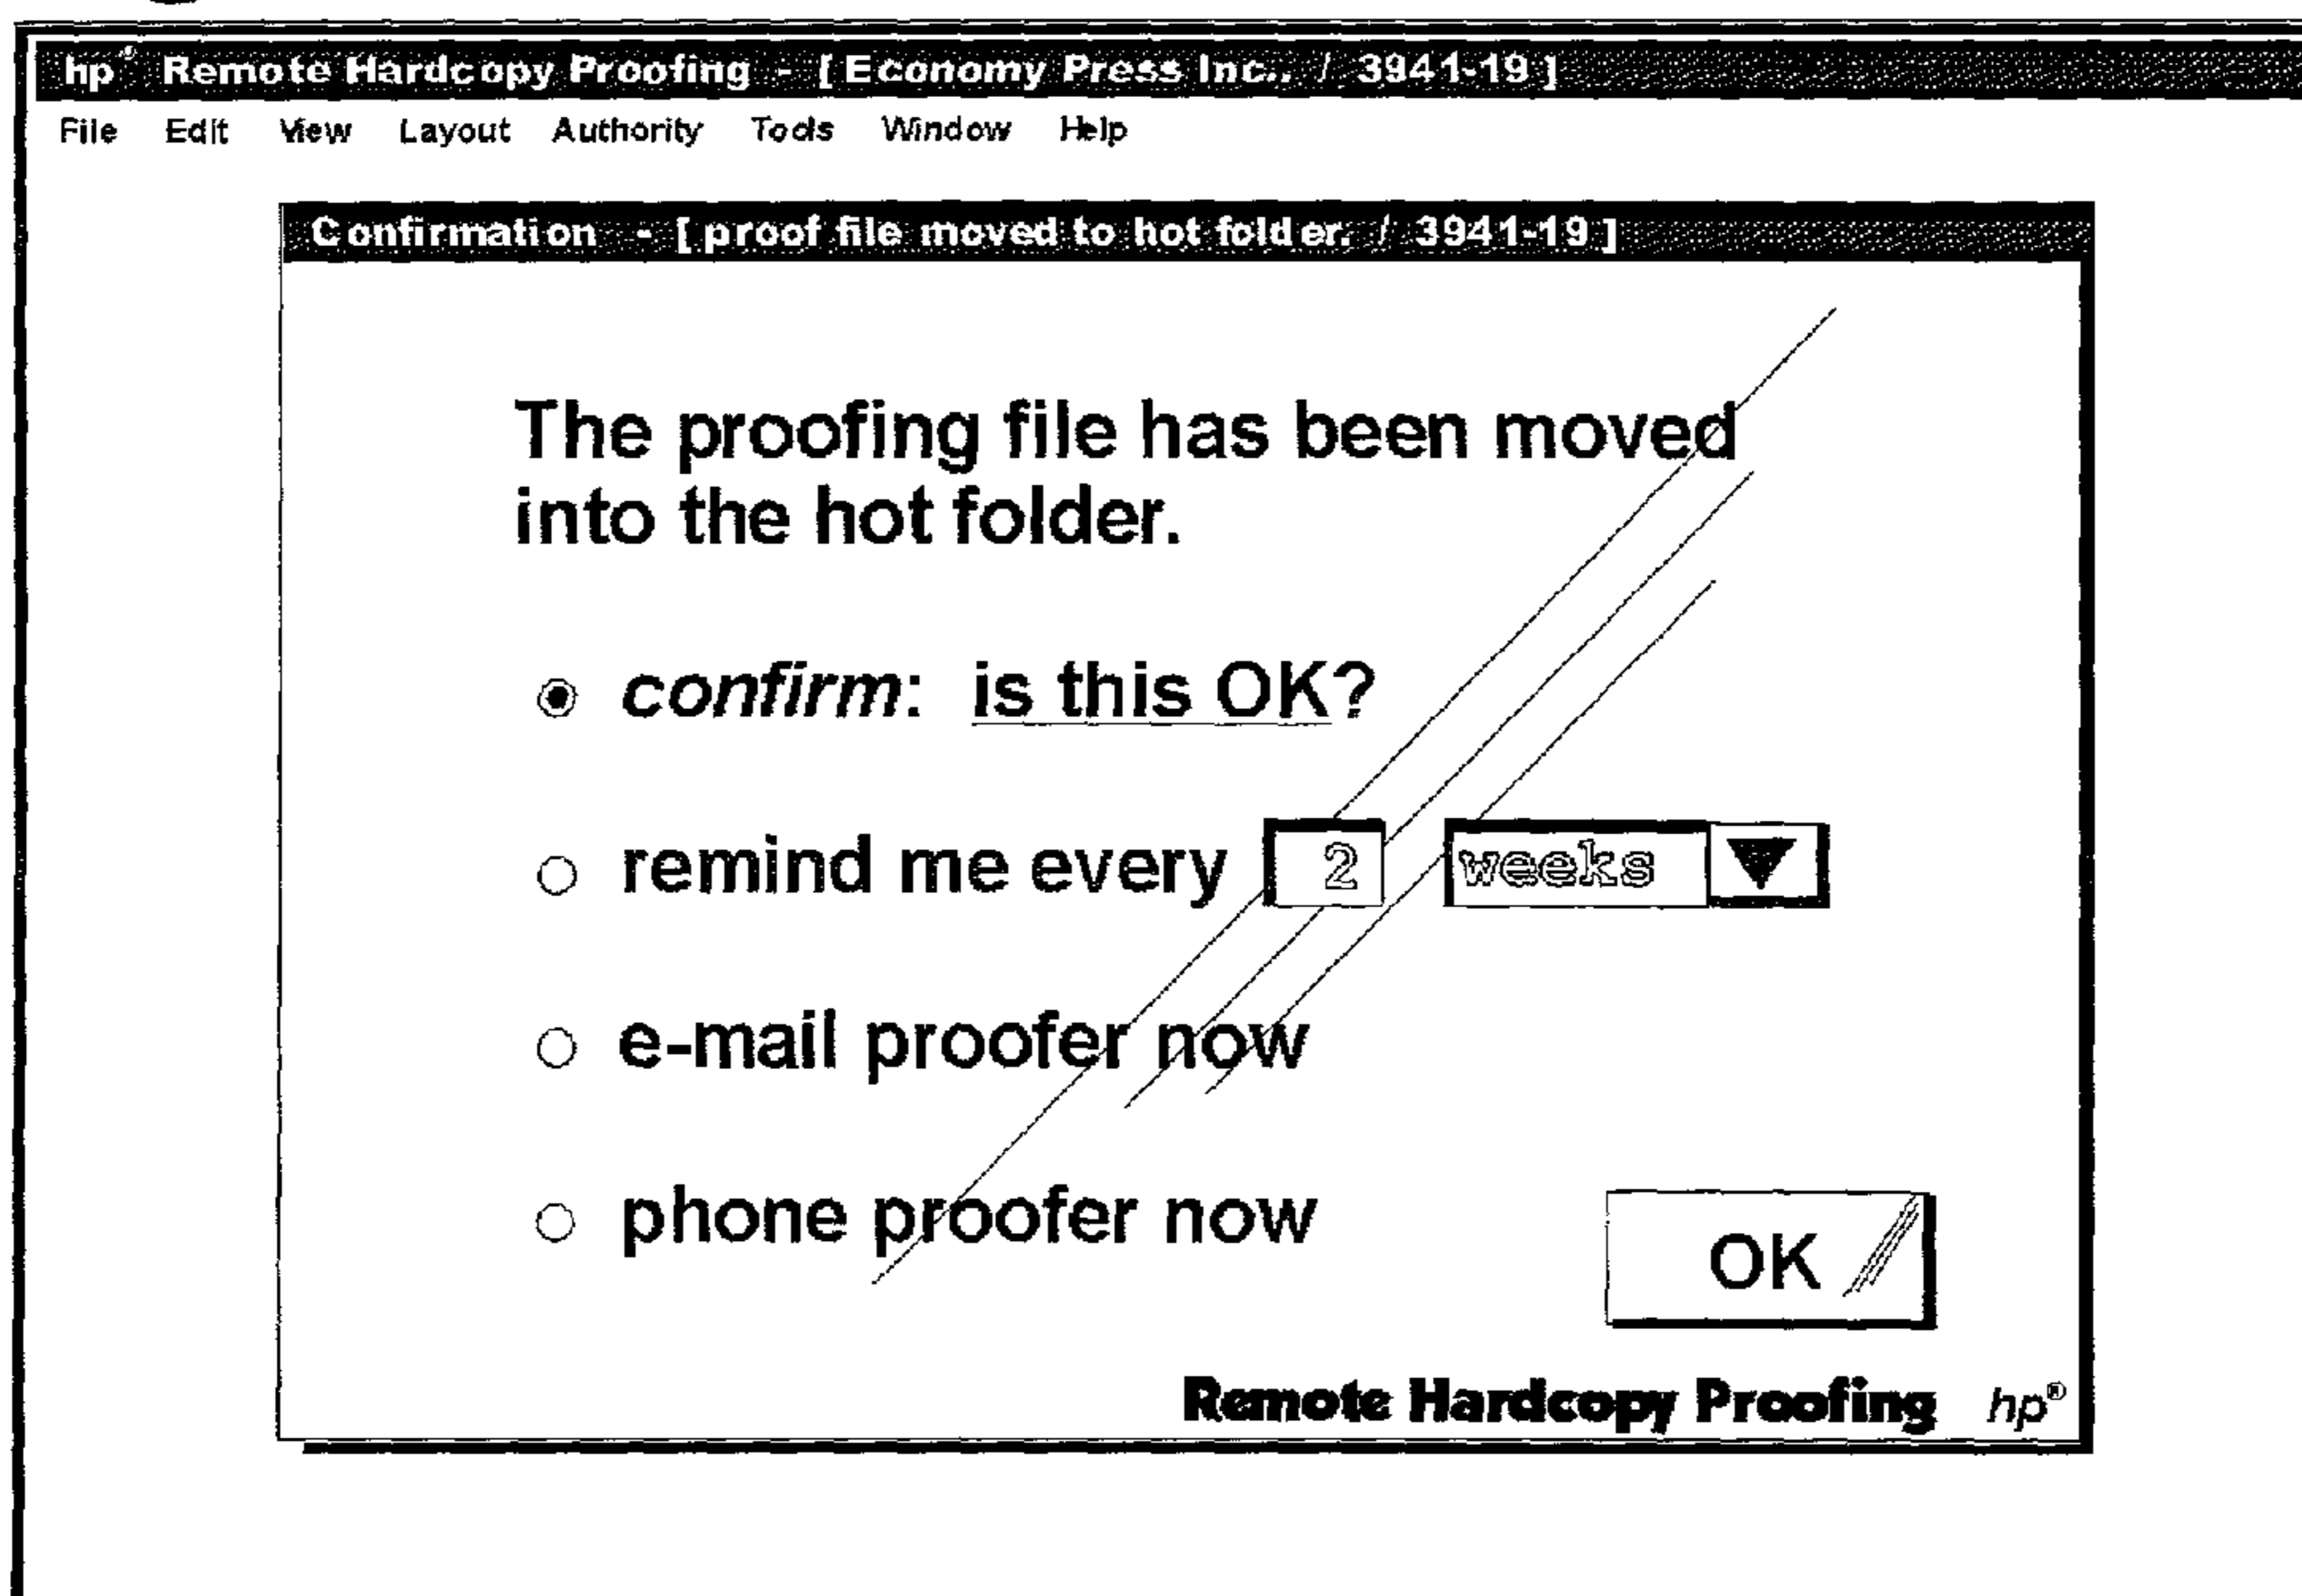 hp® Remote Hardcopy Proofing - [ Economy Press Inc.. / 3941-19 ]
File Edit View Layout Authority Tools Window Help
Confirmation - [ proof file moved to hot folder. / 3941-19 ]
The proofing file has been moved
into the hot folder.
confirm: is this OK?
remind me every 2 weeks
e-mail proofer now
phone proofer now
OK
Remote Hardcopy Proofing hp®